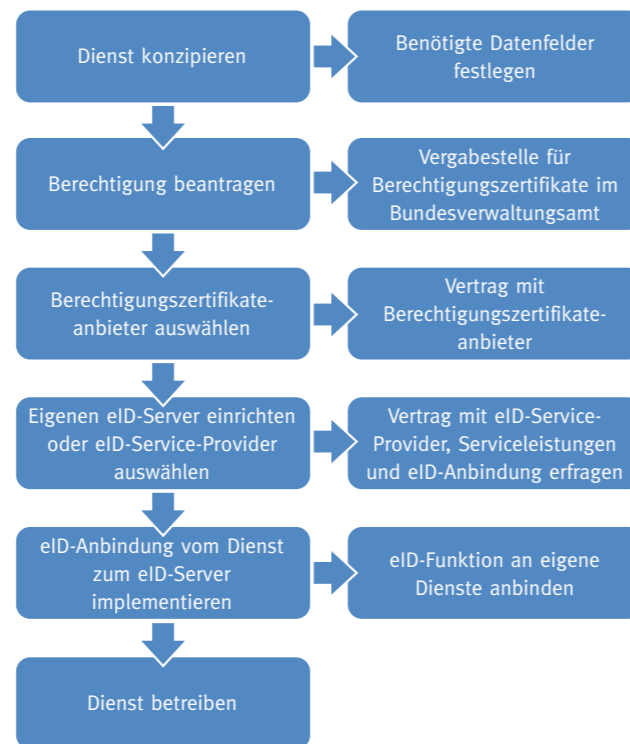 Dienst konzipieren
Benötigte Datenfelder
festlegen
Berechtigung beantragen
Vergabestelle für
Berechtigungszertifikate im
Bundesverwaltungsamt
Berechtigungszertifikate-
anbieter auswählen
Vertrag mit
Berechtigungszertifikate-
anbieter
Eigenen eID-Server einrichten
oder eID-Service-Provider
auswählen
Vertrag mit eID-Service-
Provider, Serviceleistungen
und eID-Anbindung erfragen
eID-Anbindung vom Dienst
zum eID-Server
implementieren
eID-Funktion an eigene
Dienste anbinden
Dienst betreiben